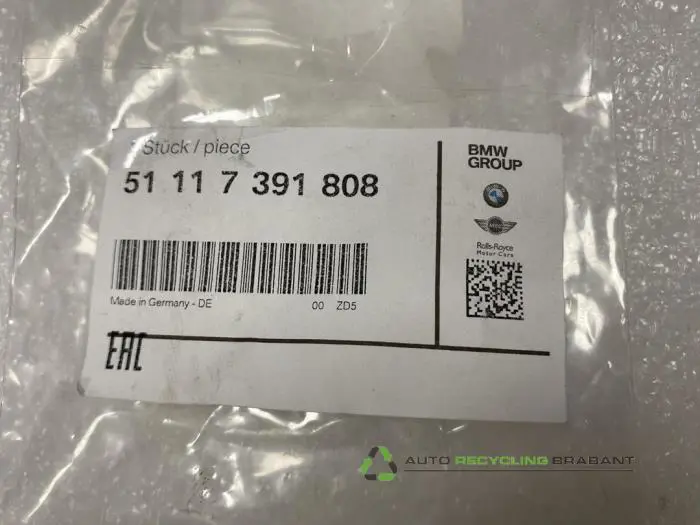 1 Stück / piece
51 11 7 391 808
Made in Germany - DE 00 ZD5
EAC
BMW
GROUP
Rolls-Royce
Motor Cars
AUTO RECYCLING BRABANT